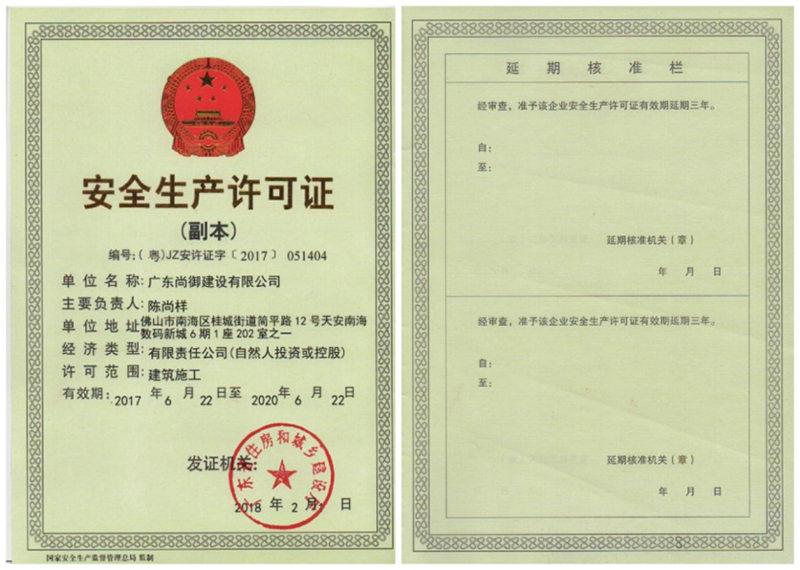 安全生产许可证
(副本)
编号:(粤)JZ安许证字〔2017〕051404
单位名称:广东尚御建设有限公司
主要负责人:陈尚样
单位地址:佛山市南海区桂城街道简平路12号天安南海
数码新城6期1座202室之一
经济类型:有限责任公司(自然人投资或控股)
许可范围:建筑施工
有效期:2017年6月22日至2020年6月22日
发证机关:
广东省住房和城乡建设厅
2018年2月 日
国家安全生产监督管理总局 监制
延期核准栏
经审查,准予该企业安全生产许可证有效期延期三年。
自:
至:
延期核准机关(章)
年 月 日
经审查,准予该企业安全生产许可证有效期延期三年。
自:
至:
延期核准机关(章)
年 月 日